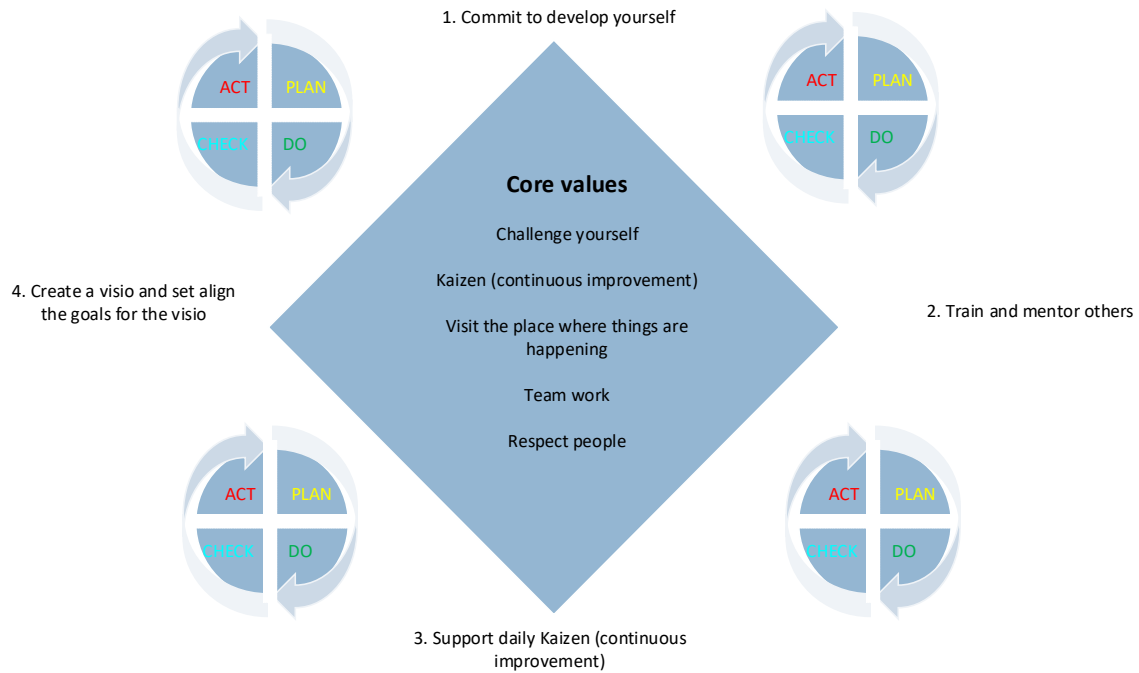 1. Commit to develop yourself
ACT PLAN
CHECK DO
ACT PLAN
CHECK DO
Core values
Challenge yourself
Kaizen (continuous improvement)
Visit the place where things are
happening
Team work
Respect people
4. Create a visio and set align
the goals for the visio
2. Train and mentor others
ACT PLAN
CHECK DO
ACT PLAN
CHECK DO
3. Support daily Kaizen (continuous
improvement)